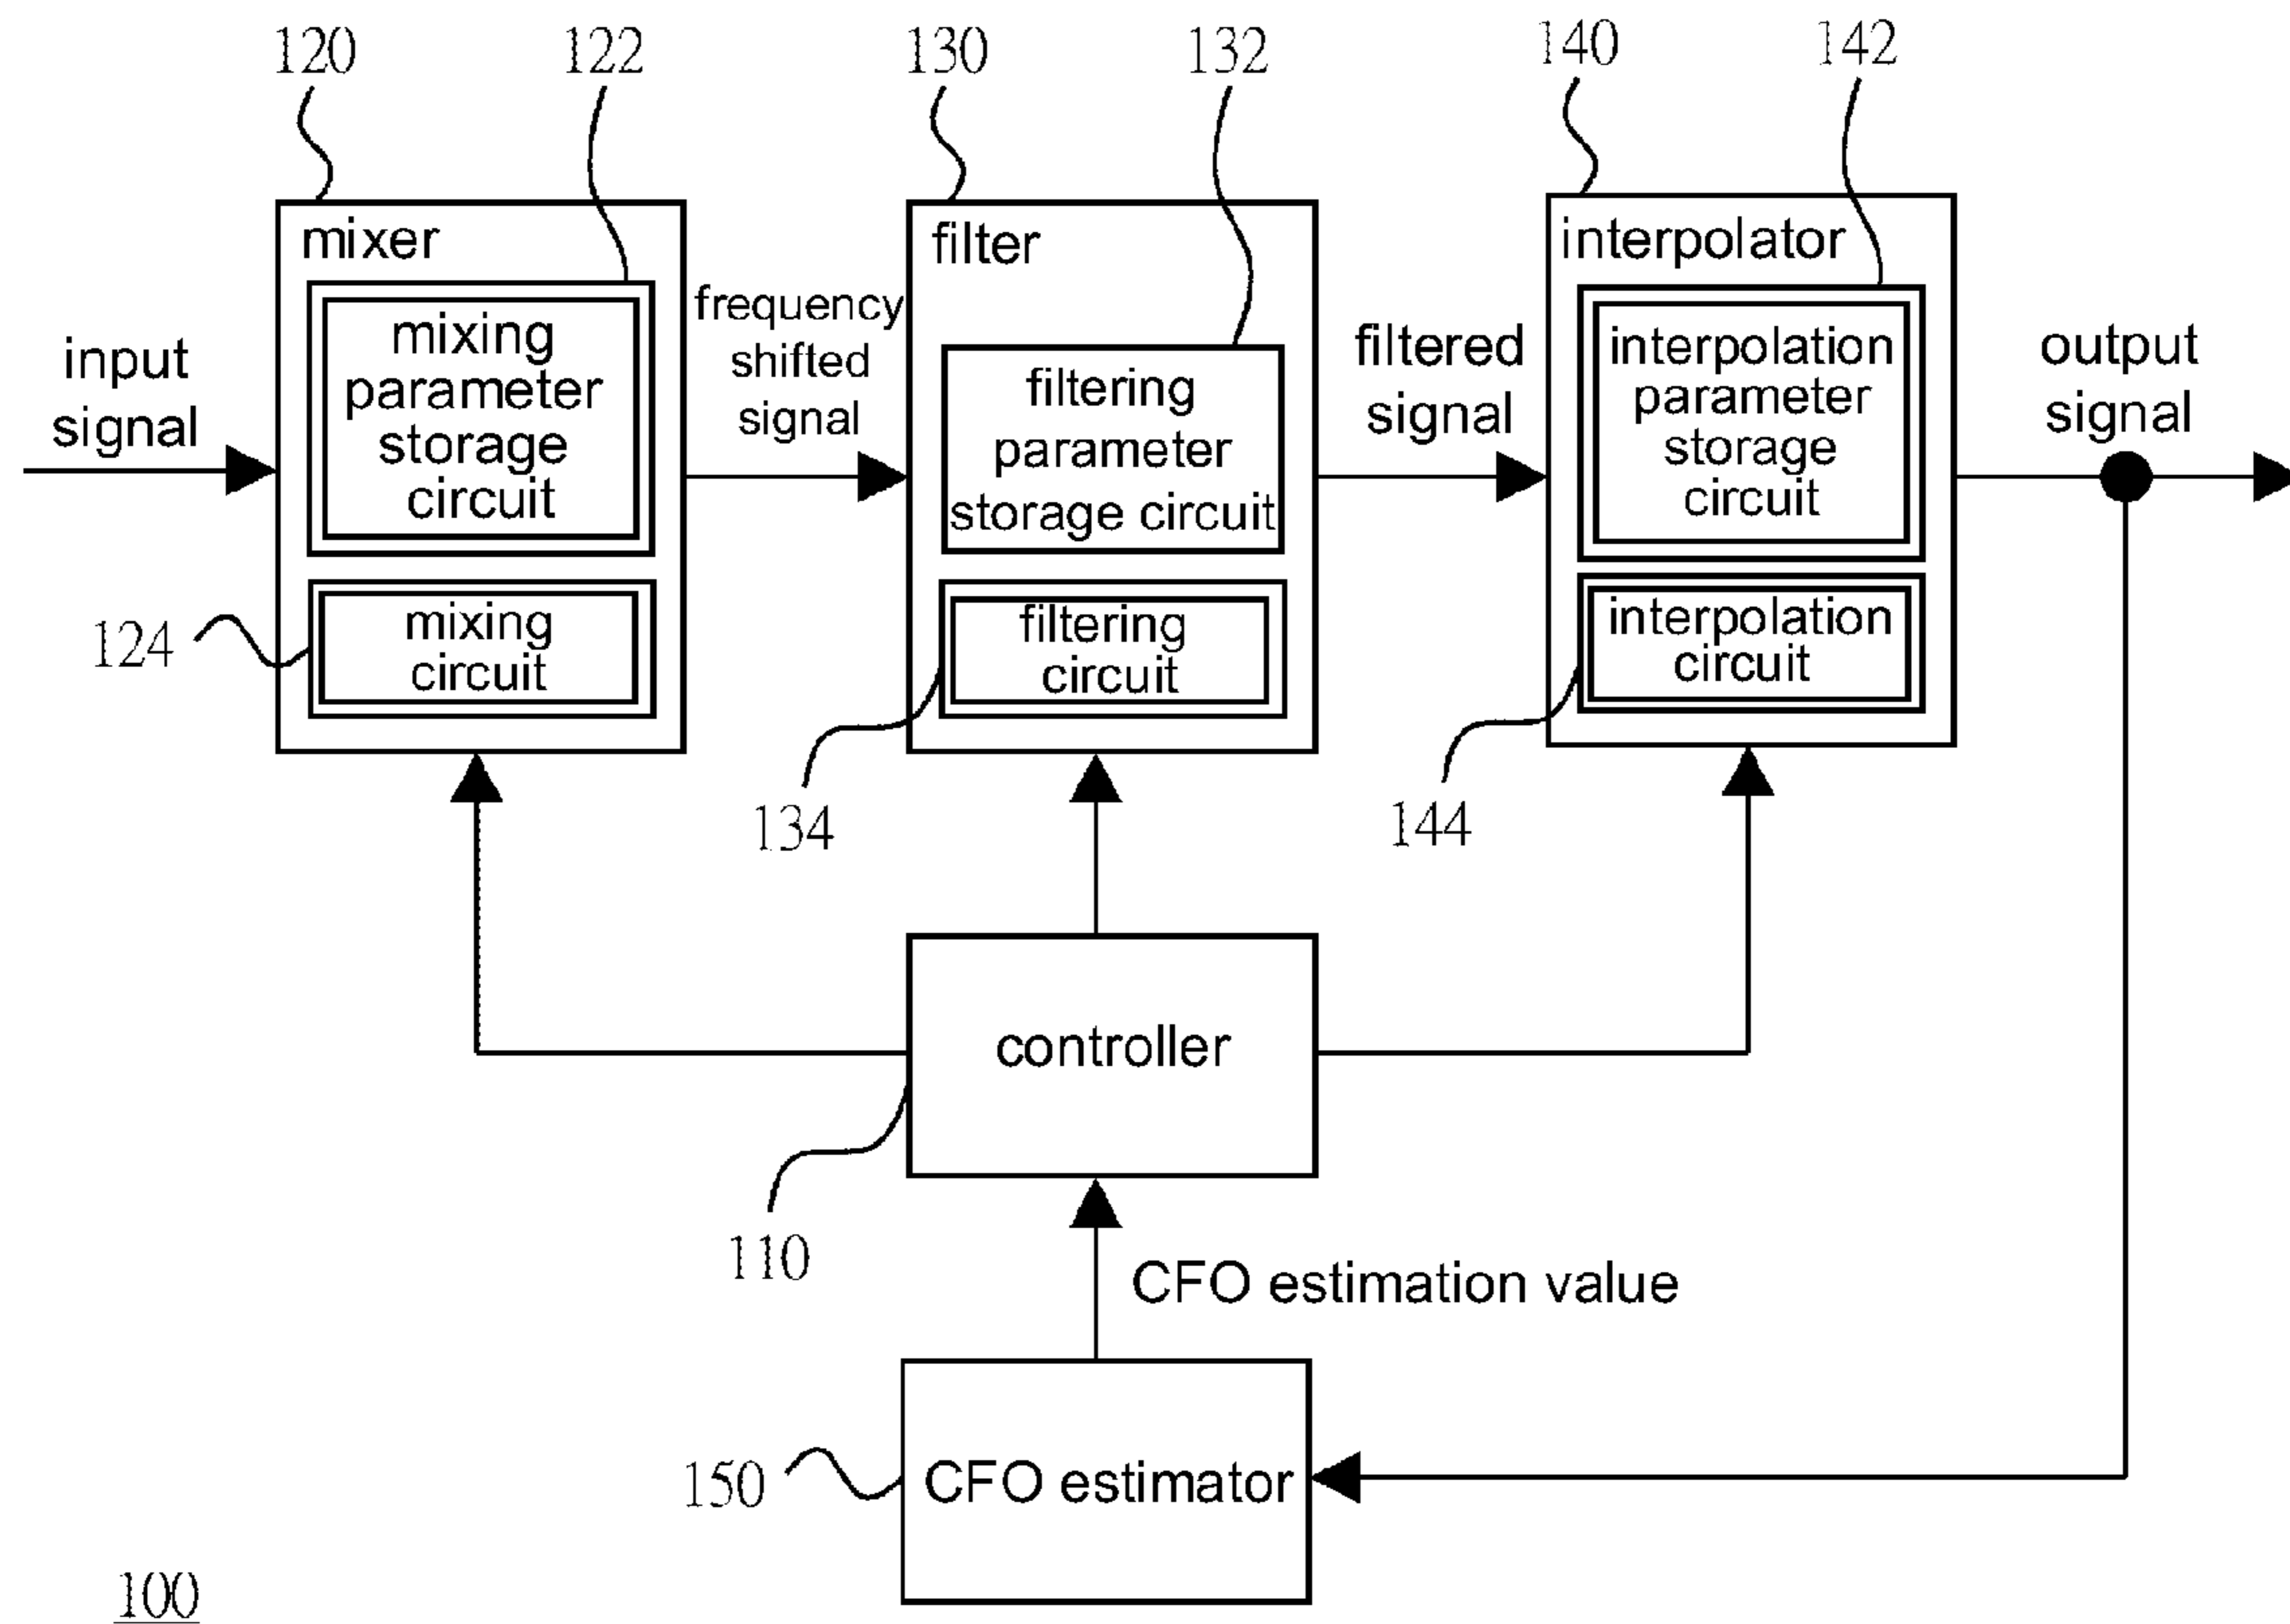 120
122
130
132
140
142
mixer
filter
interpolator
input
signal
mixing
parameter
storage
circuit
frequency
shifted
signal
filtering
parameter
storage circuit
filtered
signal
interpolation
parameter
storage
circuit
output
signal
124
mixing
circuit
filtering
circuit
interpolation
circuit
134
144
controller
110
CFO estimation value
150
CFO estimator
100